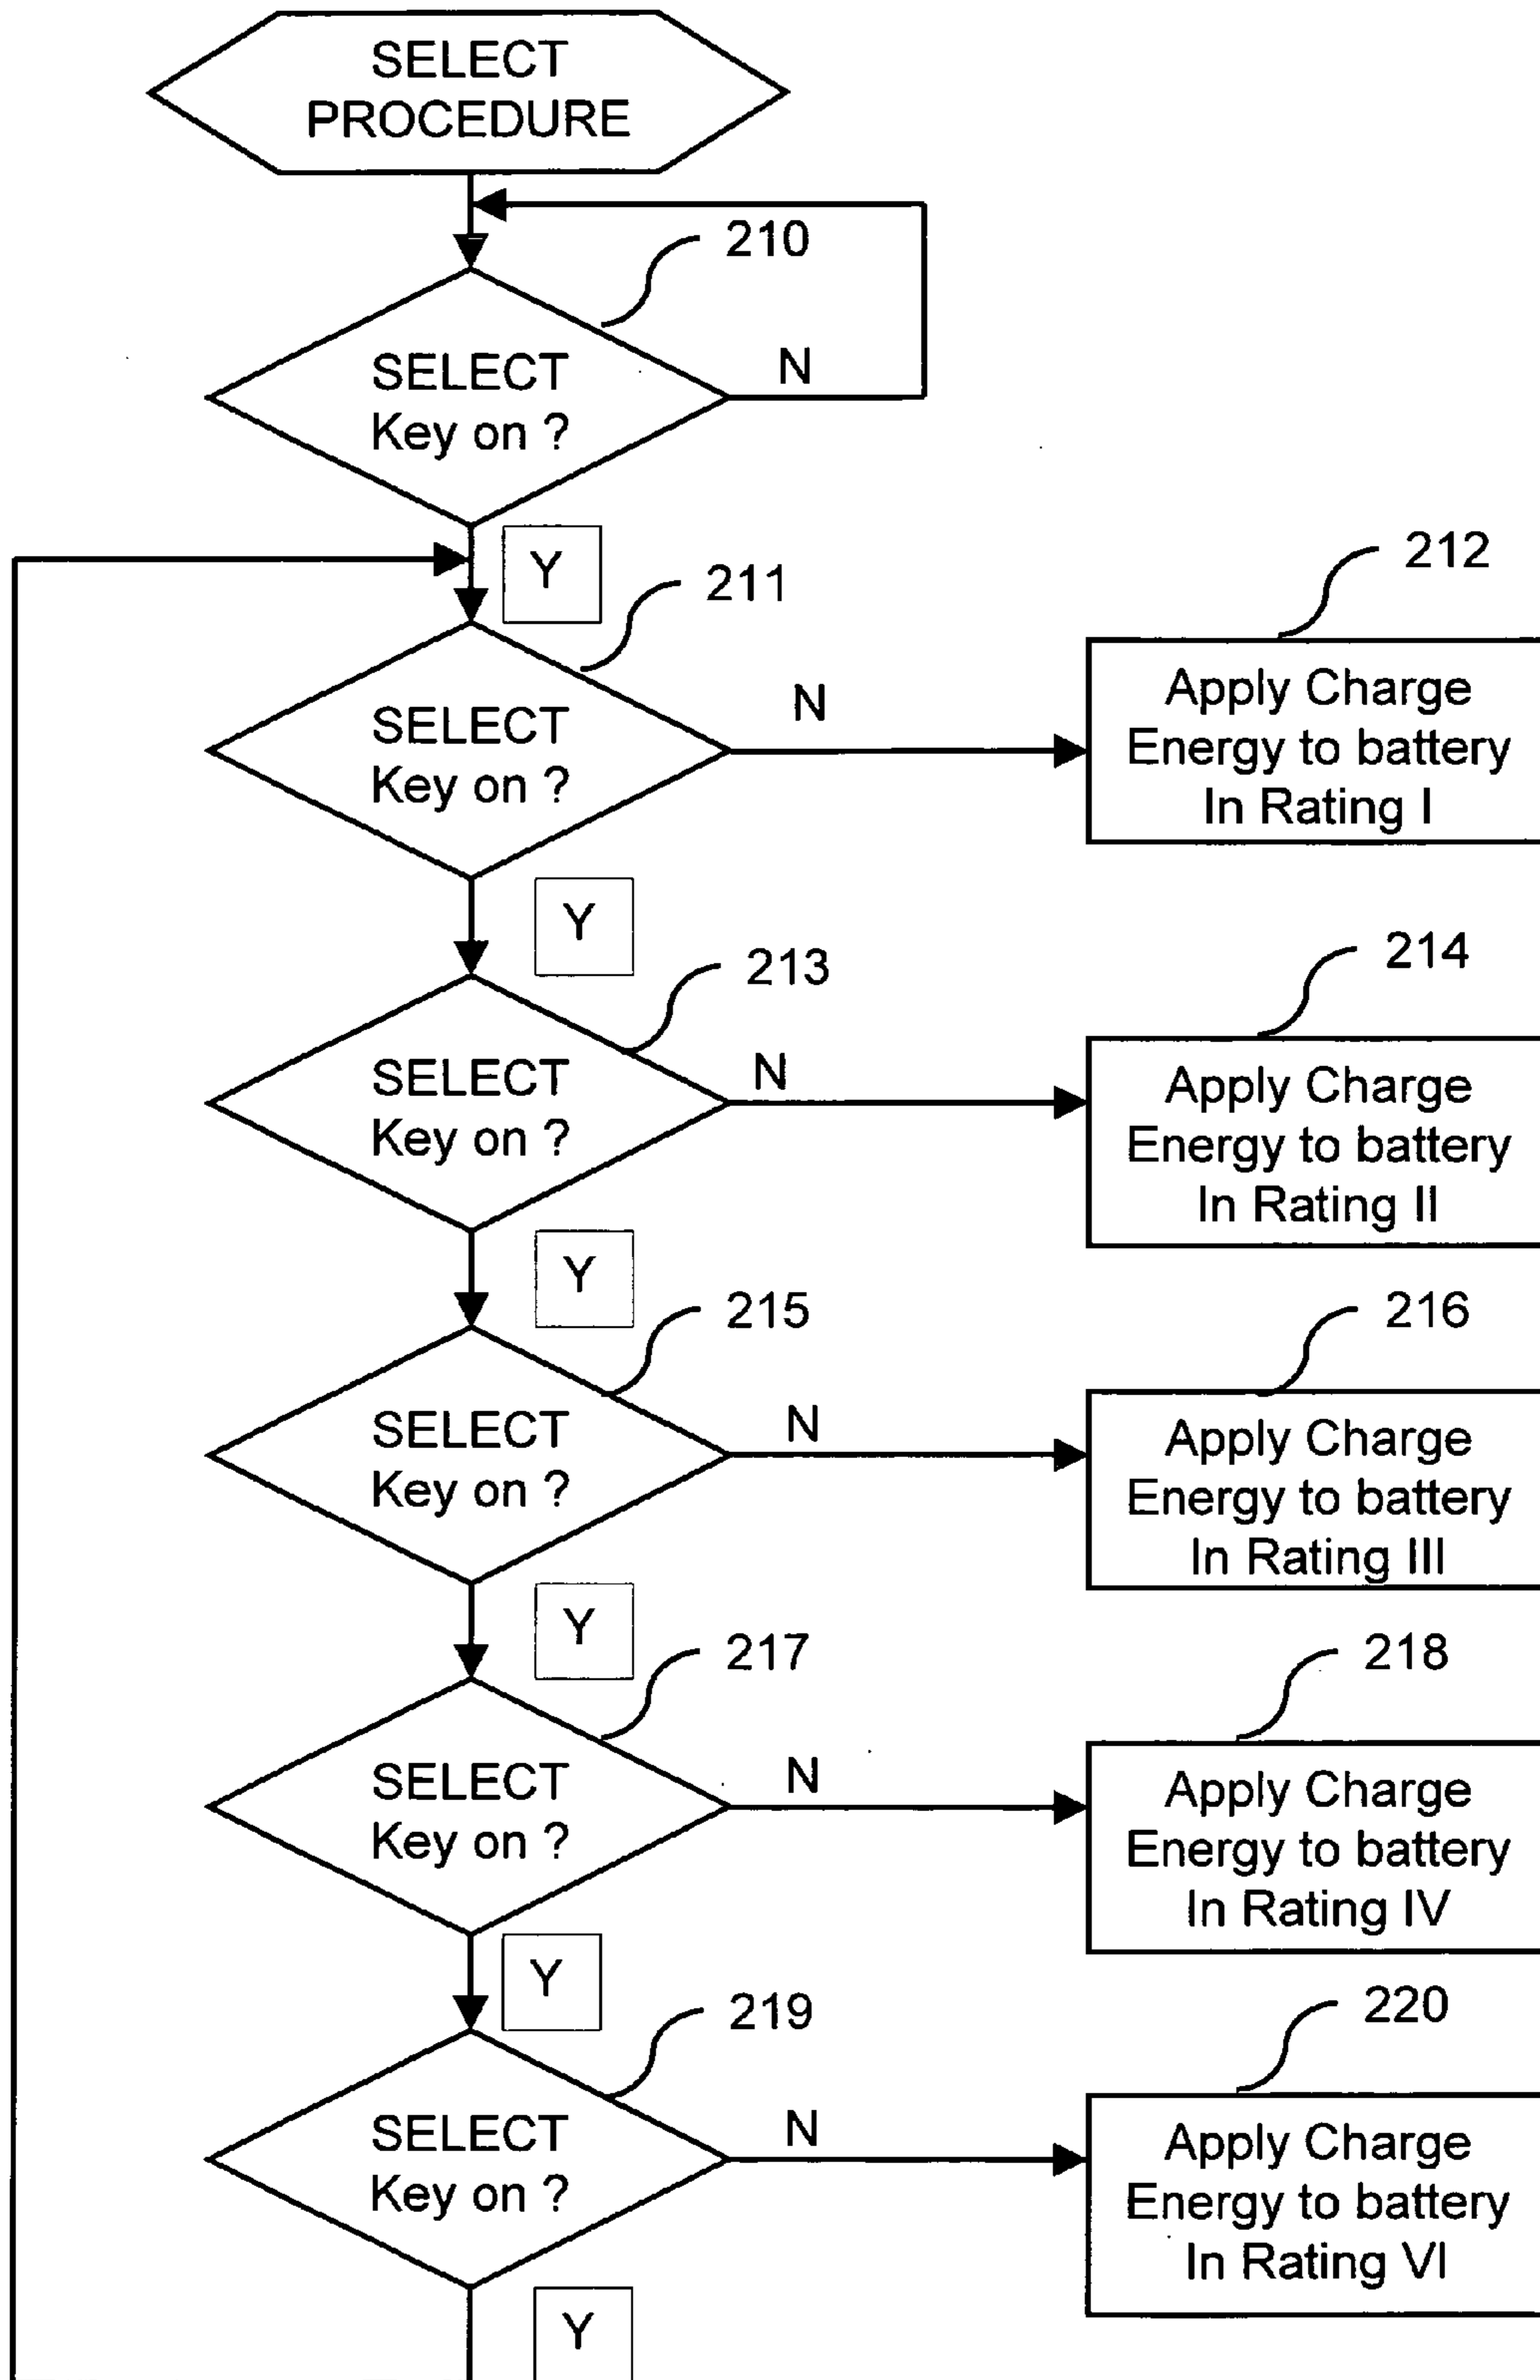 SELECT
PROCEDURE
210
SELECT
Key on ?
N
Y
211
212
SELECT
Key on ?
N
Apply Charge
Energy to battery
In Rating I
Y
213
214
SELECT
Key on ?
N
Apply Charge
Energy to battery
In Rating II
Y
215
216
SELECT
Key on ?
N
Apply Charge
Energy to battery
In Rating III
Y
217
218
SELECT
Key on ?
N
Apply Charge
Energy to battery
In Rating IV
Y
219
220
SELECT
Key on ?
N
Apply Charge
Energy to battery
In Rating VI
Y